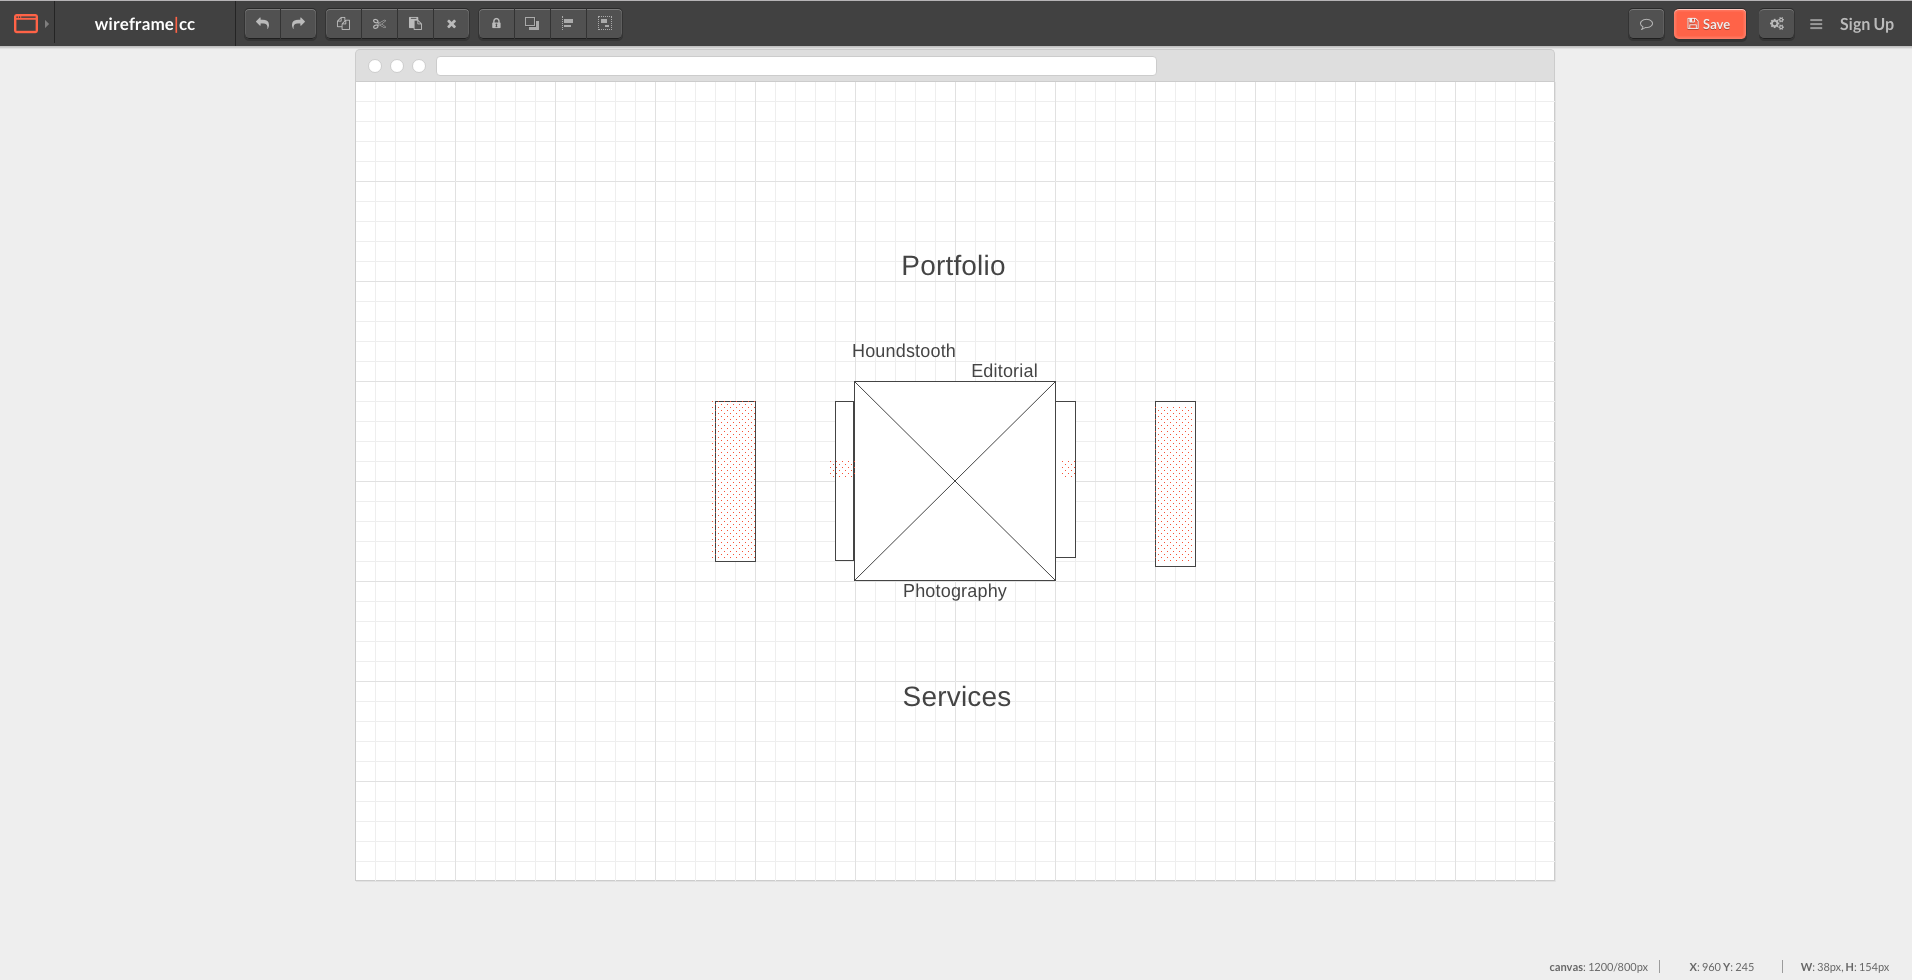 wireframe|cc
Save
Sign Up
Portfolio
Houndstooth
Editorial
Photography
Services
canvas: 1200/800px
X: 960 Y: 245
W: 38px, H: 154px